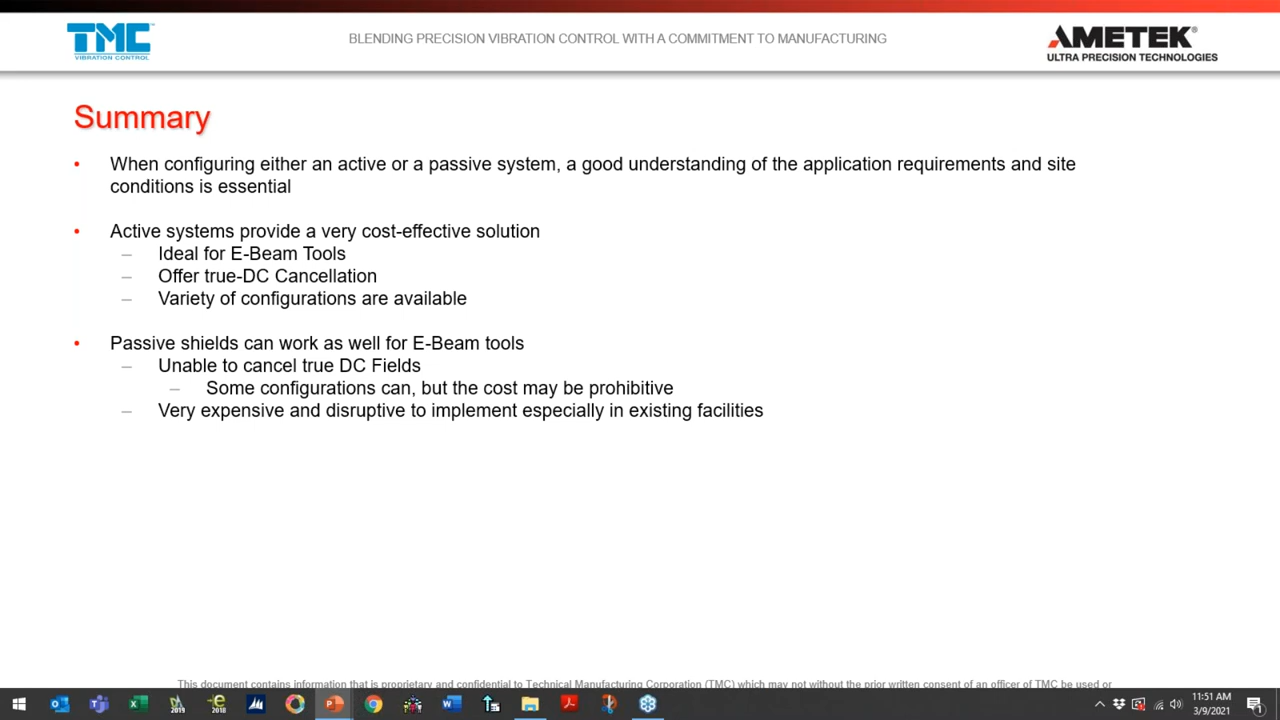 TMC
VIBRATION CONTROL
BLENDING PRECISION VIBRATION CONTROL WITH A COMMITMENT TO MANUFACTURING
AMETEK®
ULTRA PRECISION TECHNOLOGIES
Summary
• When configuring either an active or a passive system, a good understanding of the application requirements and site
conditions is essential
• Active systems provide a very cost-effective solution
– Ideal for E-Beam Tools
– Offer true-DC Cancellation
– Variety of configurations are available
• Passive shields can work as well for E-Beam tools
– Unable to cancel true DC Fields
– Some configurations can, but the cost may be prohibitive
– Very expensive and disruptive to implement especially in existing facilities
This document contains information that is proprietary and confidential to Technical Manufacturing Corporation (TMC) which may not without the prior written consent of an officer of TMC be used or
2019
2018
11:51 AM
3/9/2021